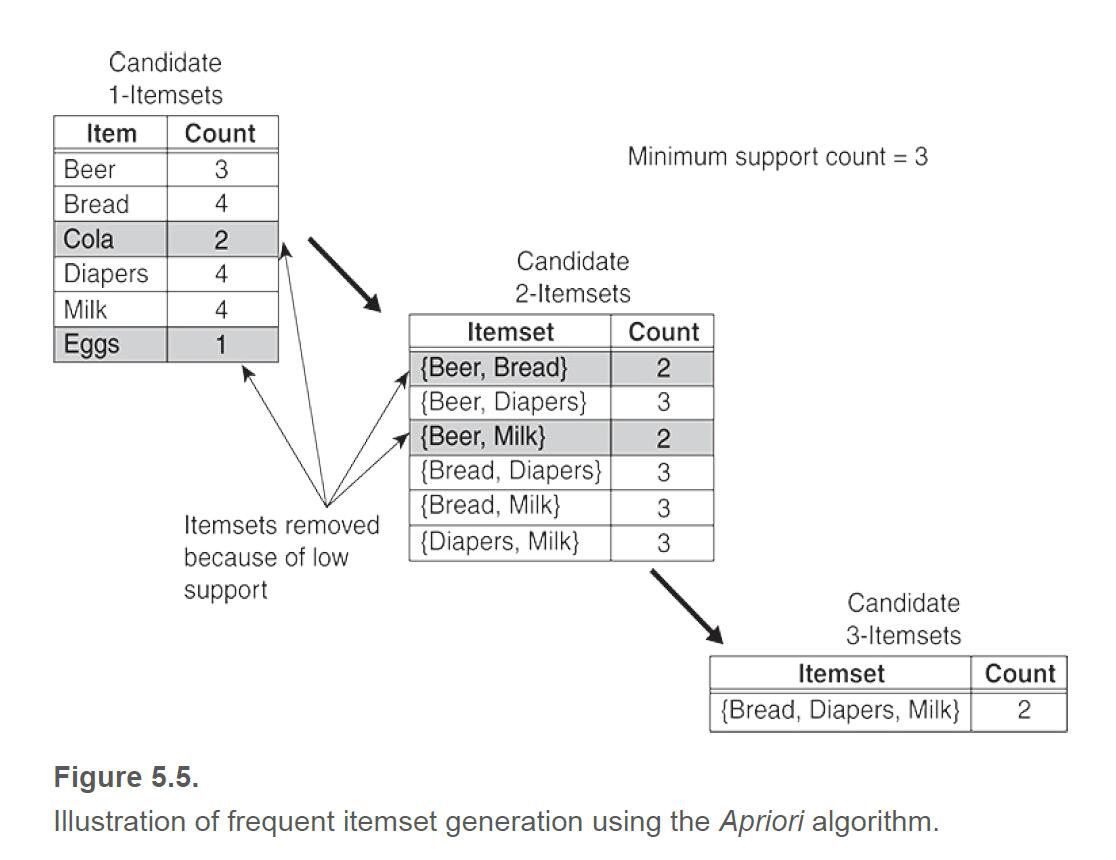 Candidate
1-Itemsets
Item Count
Beer 3
Bread 4
Cola 2
Diapers 4
Milk 4
Eggs 1
Minimum support count = 3
Candidate
2-Itemsets
Itemset Count
{Beer, Bread} 2
{Beer, Diapers} 3
{Beer, Milk} 2
{Bread, Diapers} 3
{Bread, Milk} 3
{Diapers, Milk} 3
Itemsets removed
because of low
support
Candidate
3-Itemsets
Itemset Count
{Bread, Diapers, Milk} 2
Figure 5.5.
Illustration of frequent itemset generation using the Apriori algorithm.